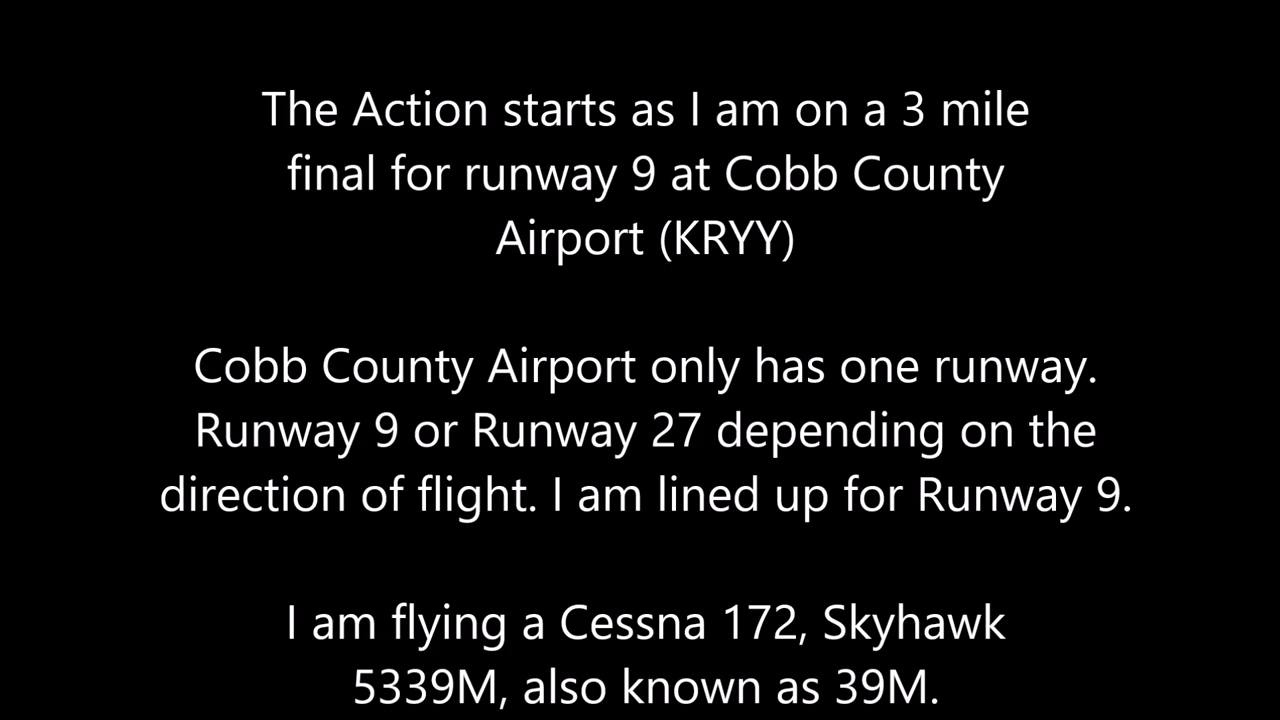 The Action starts as I am on a 3 mile
final for runway 9 at Cobb County
Airport (KRYY)
Cobb County Airport only has one runway.
Runway 9 or Runway 27 depending on the
direction of flight. I am lined up for Runway 9.
I am flying a Cessna 172, Skyhawk
5339M, also known as 39M.